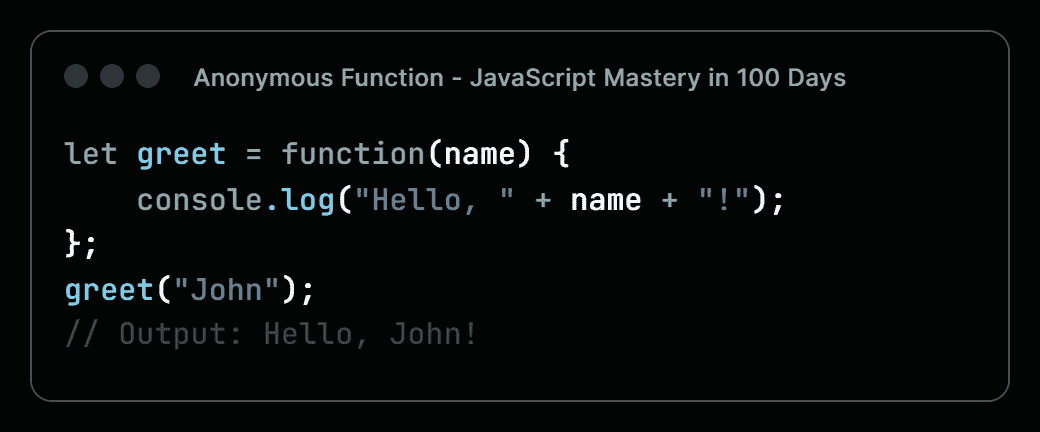 Anonymous Function - JavaScript Mastery in 100 Days
let greet = function(name) {
    console.log("Hello, " + name + "!");
};
greet("John");
// Output: Hello, John!